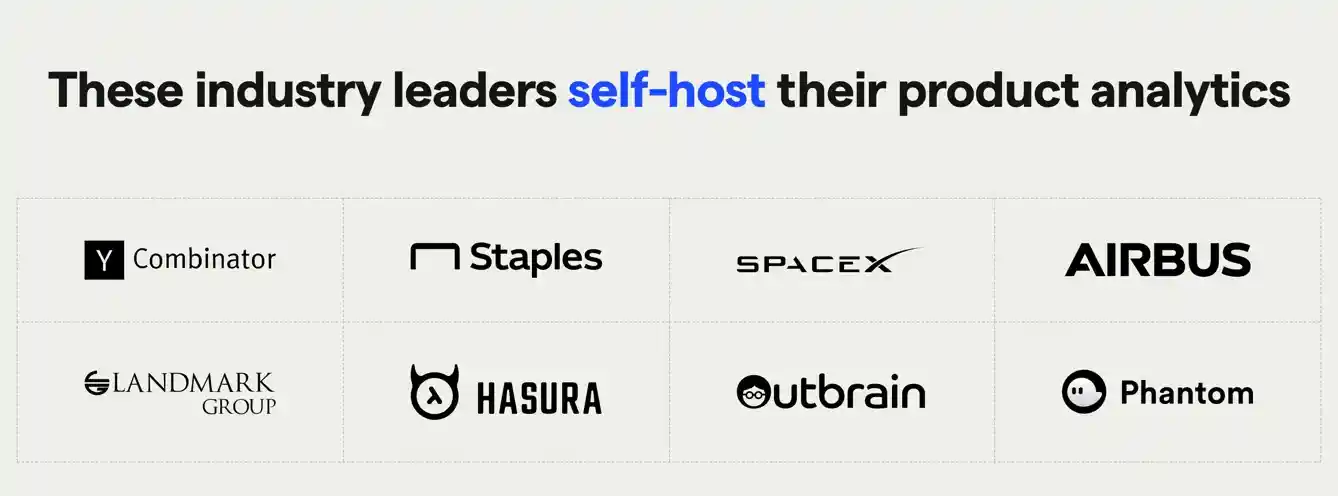 These industry leaders self-host their product analytics
Y Combinator
Staples
SPACEX
AIRBUS
LANDMARK
GROUP
HASURA
Outbrain
Phantom